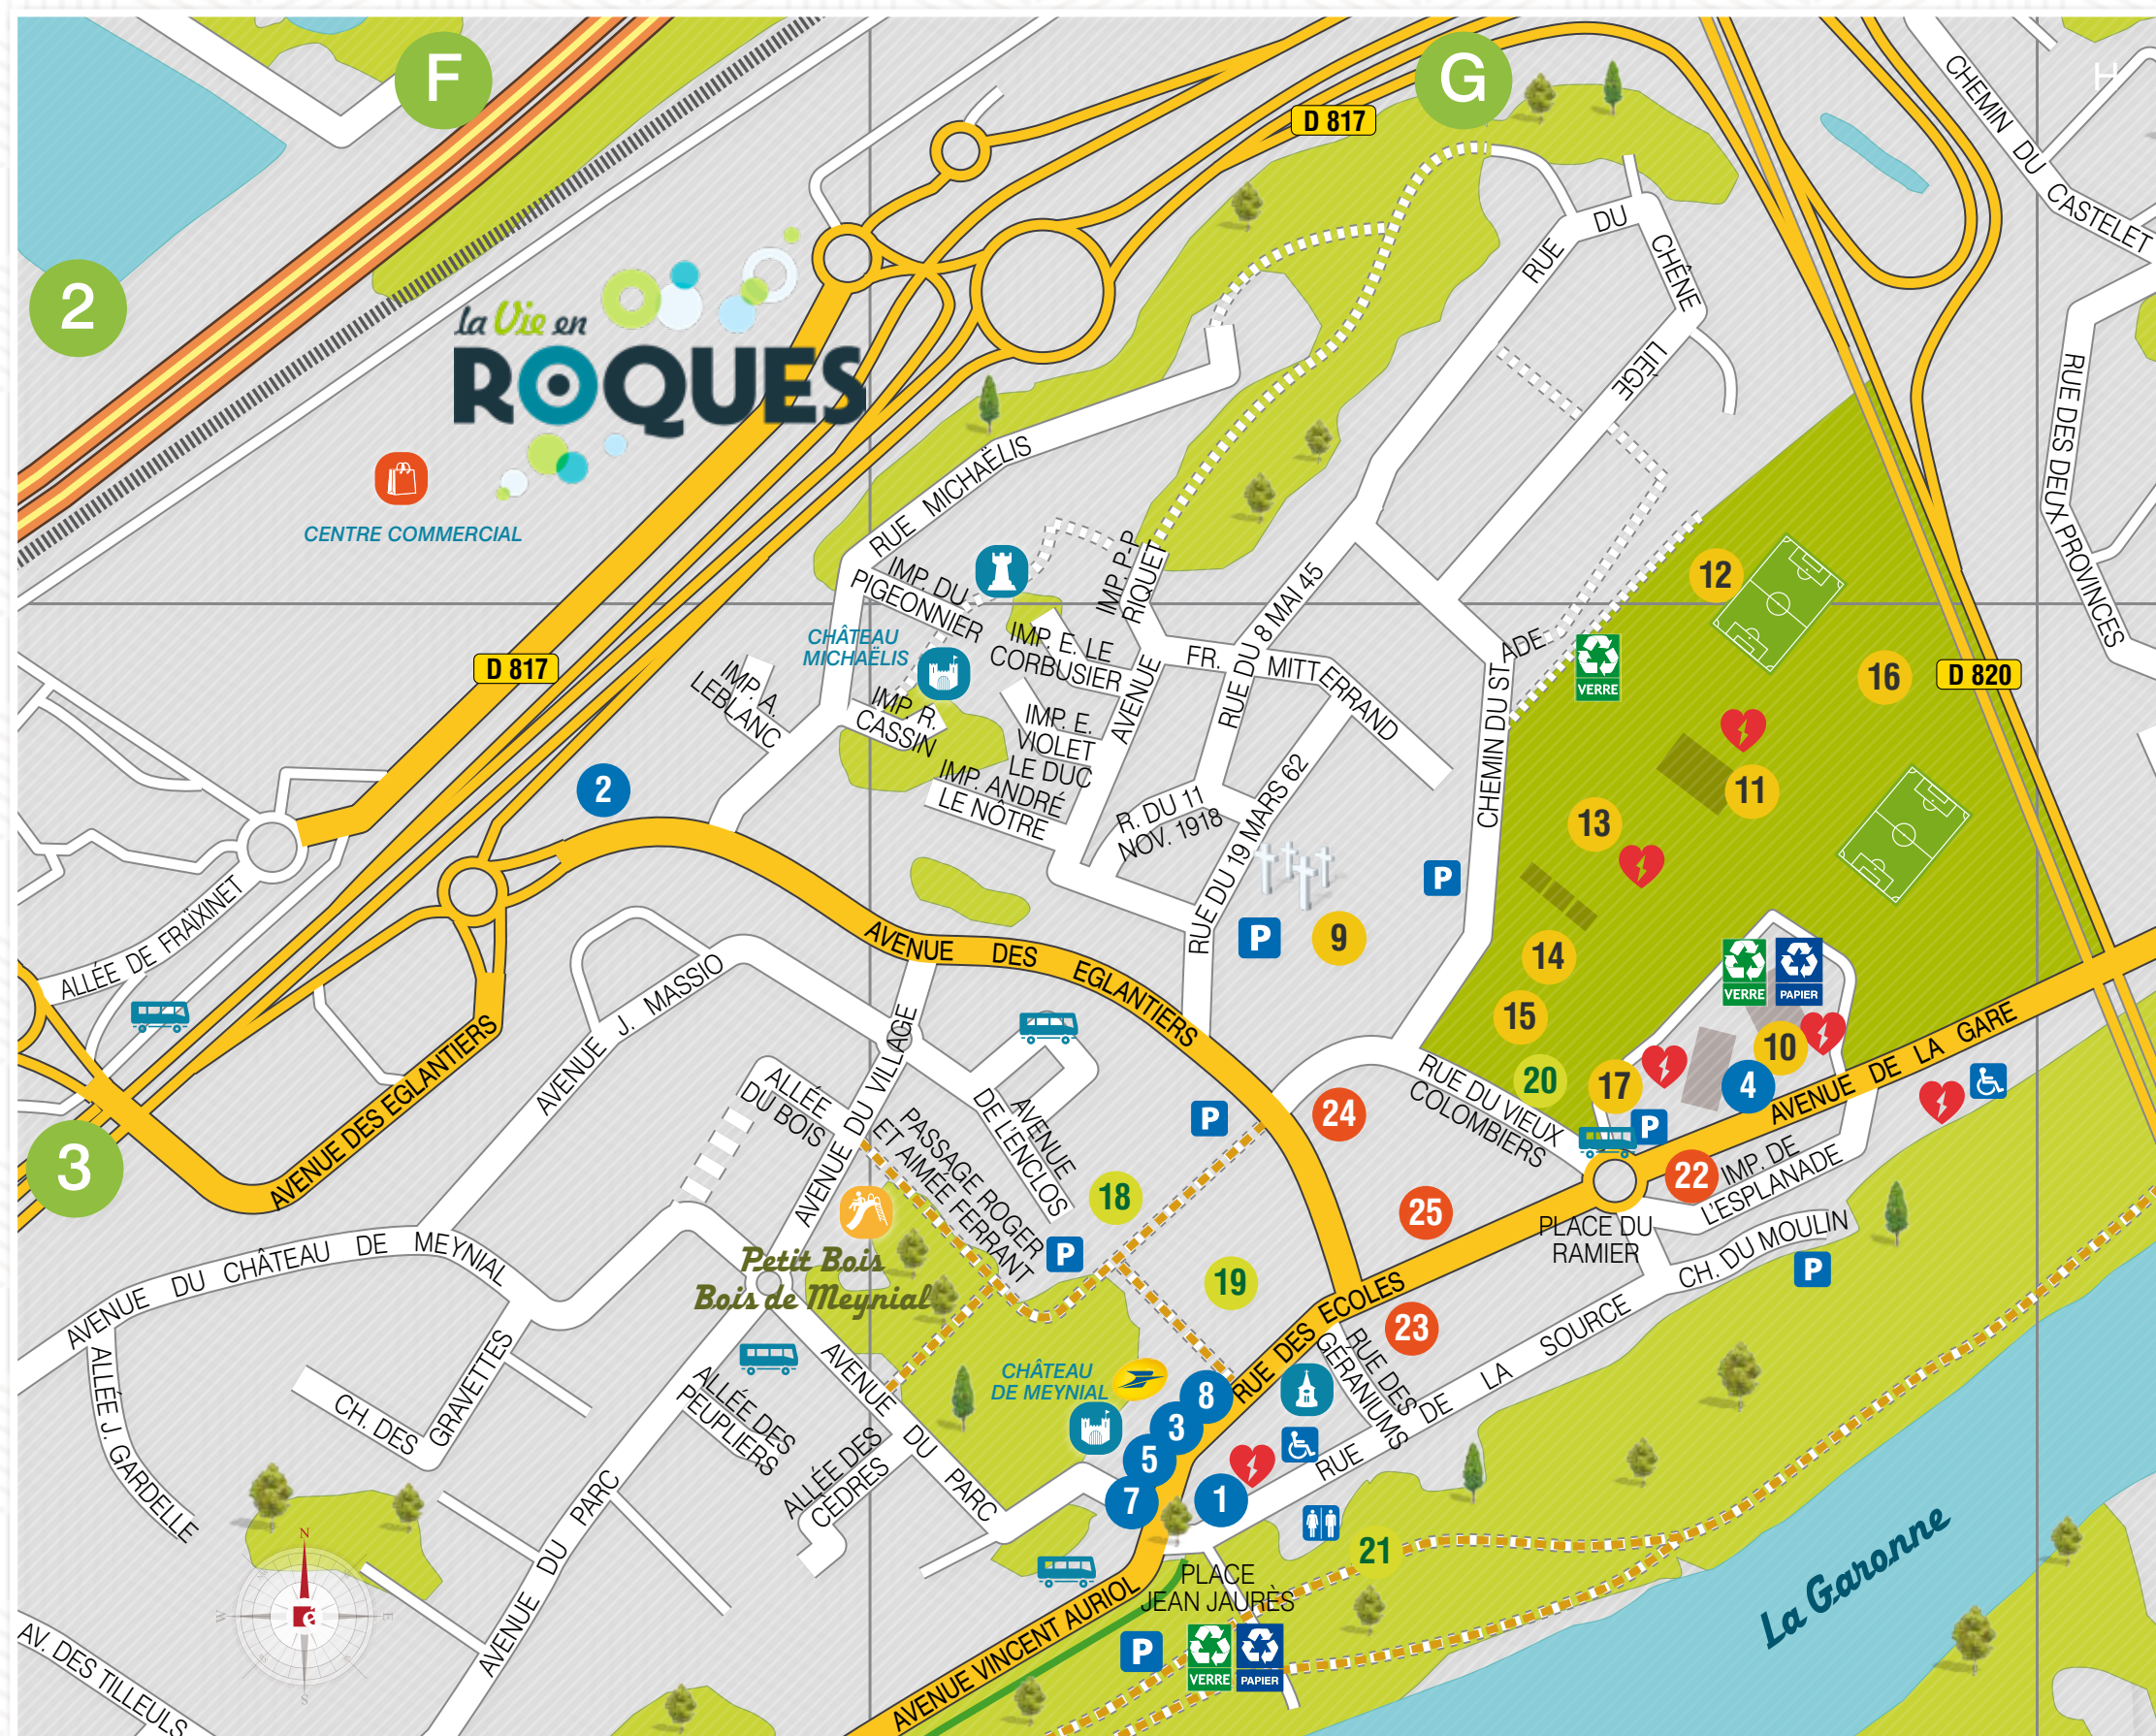 F
G
H
D 817
CHEMIN DU CASTELET
2
la Vie en
ROQUES
CENTRE COMMERCIAL
RUE DU CHÊNE
LIÈGE
RUE DES DEUX PROVINCES
RUE MICHAËLIS
IMP. DU
PIGEONNIER
IMP. P-P
RIQUET
CHÂTEAU
MICHAËLIS
IMP. E. LE
CORBUSIER
RUE DU 8 MAI 45
AVENUE FR. MITTERRAND
CHEMIN DU STADE
12
VERRE
16
D 820
D 817
IMP. A.
LEBLANC
IMP. R.
CASSIN
IMP. E.
VIOLET
LE DUC
IMP. ANDRÉ
LE NÔTRE
2
R. DU 11
NOV. 1918
RUE DU 19 MARS 62
11
13
P
P
9
14
15
VERRE
PAPIER
ALLÉE DE FRAÏXINET
AVENUE DES EGLANTIERS
AVENUE DES EGLANTIERS
AVENUE J. MASSIO
AVENUE DU VILLAGE
ALLÉE
DU BOIS
PASSAGE ROGER
ET AIMÉE FERRANT
AVENUE
DE L'ENCLOS
P
24
RUE DU VIEUX
COLOMBIERS
20
17
10
4
P
AVENUE DE LA GARE
3
18
P
25
22
IMP. DE
L'ESPLANADE
PLACE DU
RAMIER
CH. DU MOULIN
P
19
23
AVENUE DU CHÂTEAU DE MEYNIAL
Petit Bois
Bois de Meynial
ALLÉE J. GARDELLE
CH. DES GRAVETTES
ALLÉE DES
PEUPLIERS
ALLÉE DES
CÈDRES
AVENUE DU PARC
AVENUE DU PARC
CHÂTEAU
DE MEYNIAL
8
3
5
7
1
RUE DES ECOLES
RUE DES
GÉRANIUMS
RUE DE LA SOURCE
21
La Garonne
N
W
E
S
AV. DES TILLEULS
AVENUE VINCENT AURIOL
PLACE
JEAN JAURÈS
P
VERRE
PAPIER